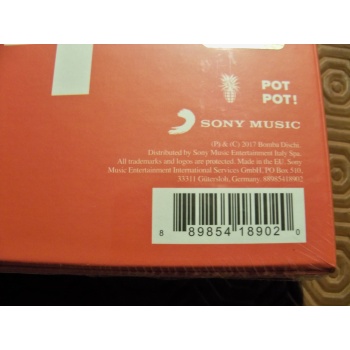 POT
POT!
SONY MUSIC
(P) & (C) 2017 Bomba Dischi.
Distributed by Sony Music Entertainment Italy Spa.
All trademarks and logos are protected. Made in the EU. Sony
Music Entertainment International Services GmbH,PO Box 510,
33311 Gütersloh, Germany. 88985418902
8 89854 18902 0